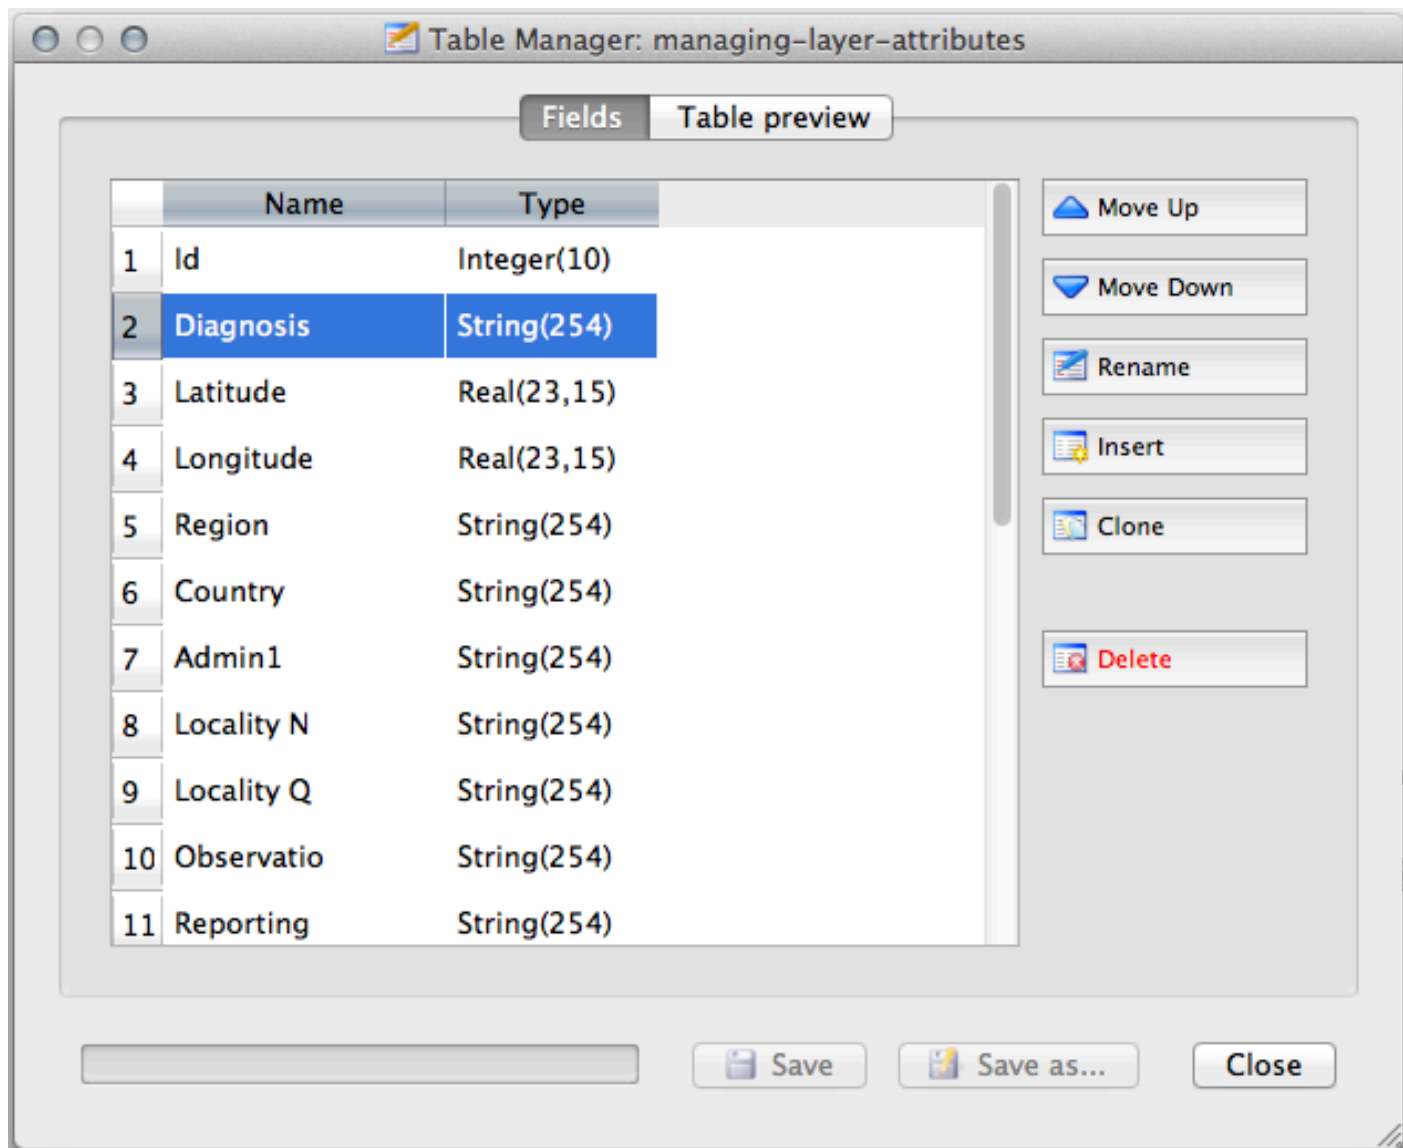 Table Manager: managing-layer-attributes
Fields Table preview
Name Type
1 Id Integer(10)
2 Diagnosis String(254)
3 Latitude Real(23,15)
4 Longitude Real(23,15)
5 Region String(254)
6 Country String(254)
7 Admin1 String(254)
8 Locality N String(254)
9 Locality Q String(254)
10 Observatio String(254)
11 Reporting String(254)
Move Up
Move Down
Rename
Insert
Clone
Delete
Save Save as... Close